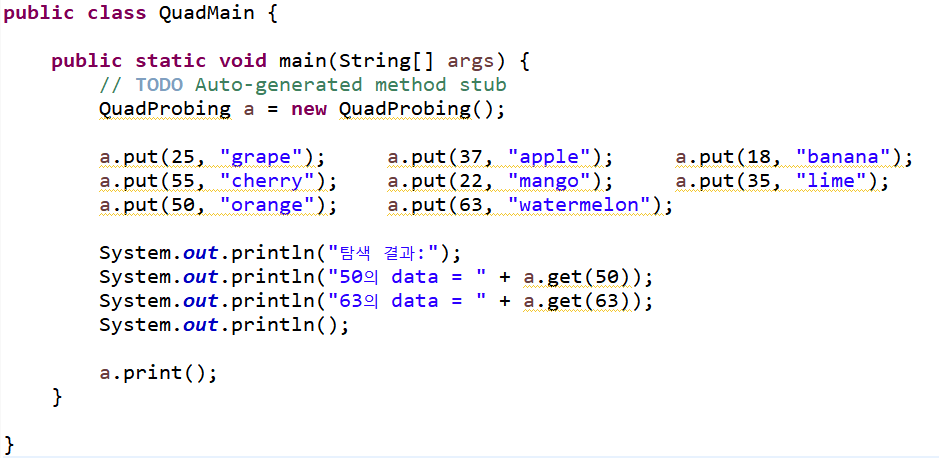 public class QuadMain {
public static void main(String[] args) {
// TODO Auto-generated method stub
QuadProbing a = new QuadProbing();
a.put(25, "grape");     a.put(37, "apple");     a.put(18, "banana");
a.put(55, "cherry");    a.put(22, "mango");     a.put(35, "lime");
a.put(50, "orange");    a.put(63, "watermelon");
System.out.println("탐색 결과:");
System.out.println("50의 data = " + a.get(50));
System.out.println("63의 data = " + a.get(63));
System.out.println();
a.print();
}
}